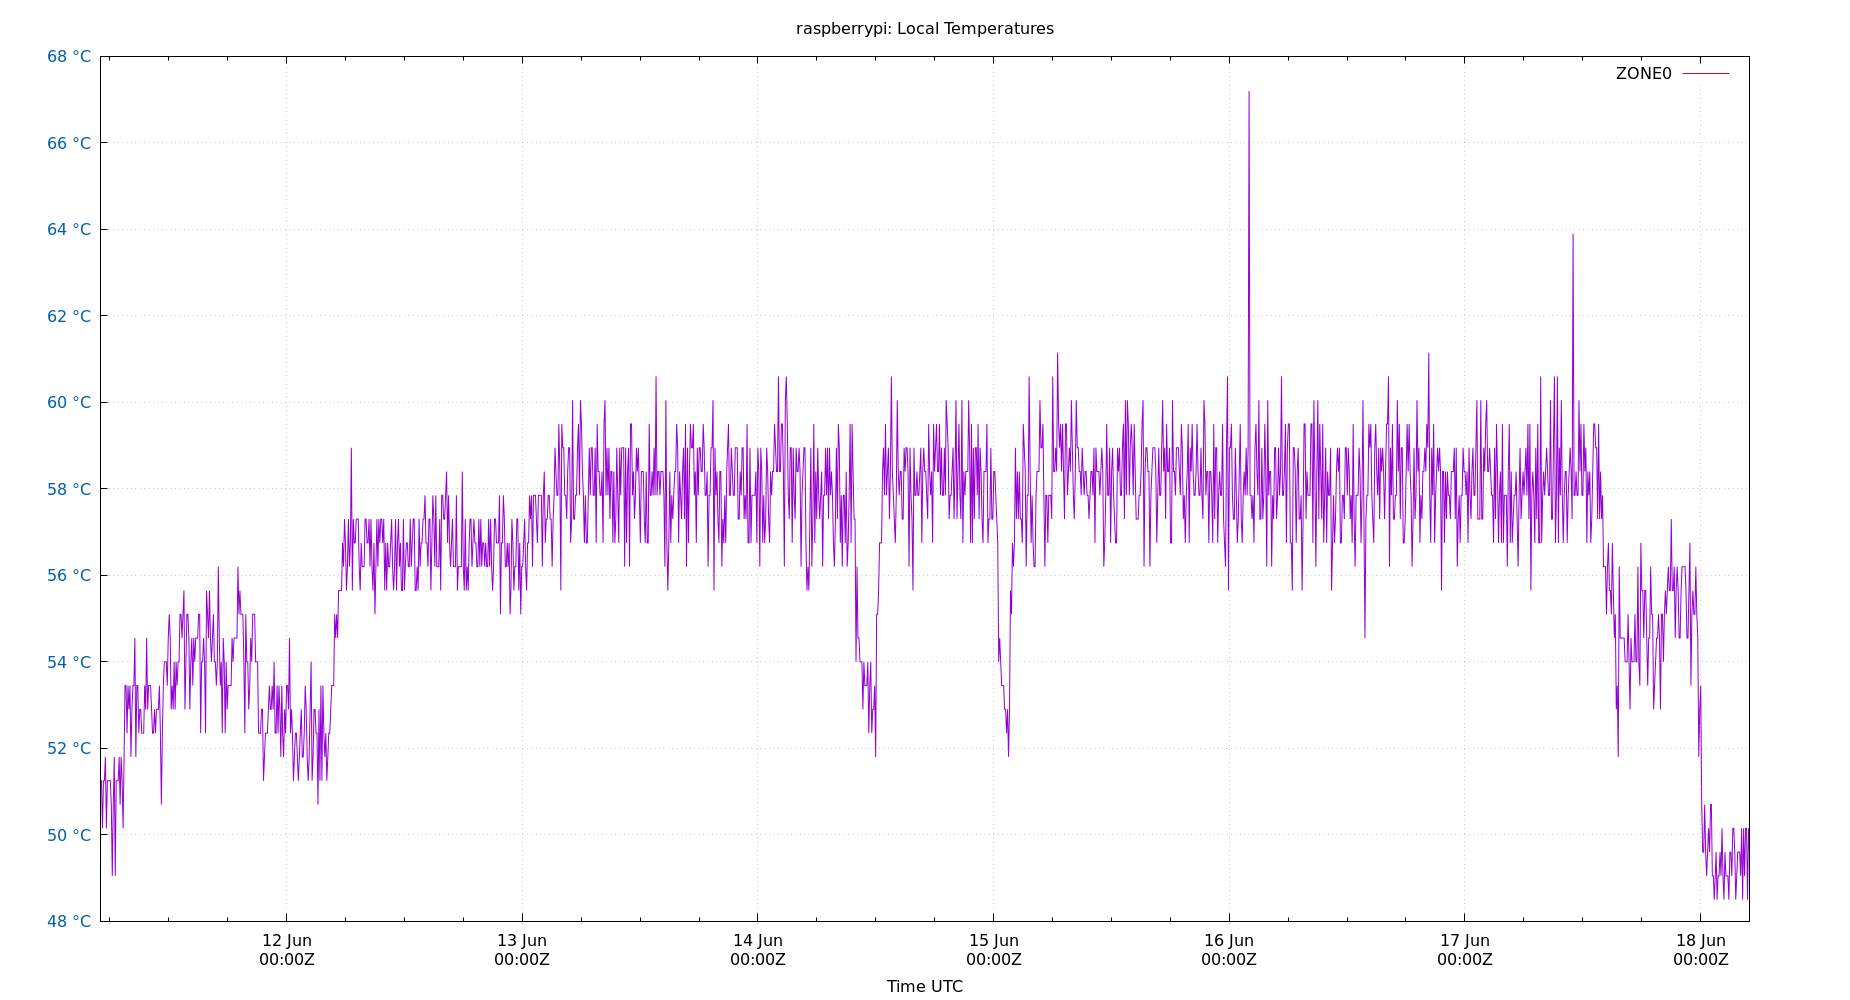 raspberrypi: Local Temperatures
68 °C
ZONE0
66 °C
64 °C
62 °C
60 °C
58 °C
56 °C
54 °C
52 °C
50 °C
48 °C
12 Jun 13 Jun 14 Jun 15 Jun 16 Jun 17 Jun 18 Jun
00:00Z 00:00Z 00:00Z 00:00Z 00:00Z 00:00Z 00:00Z
Time UTC